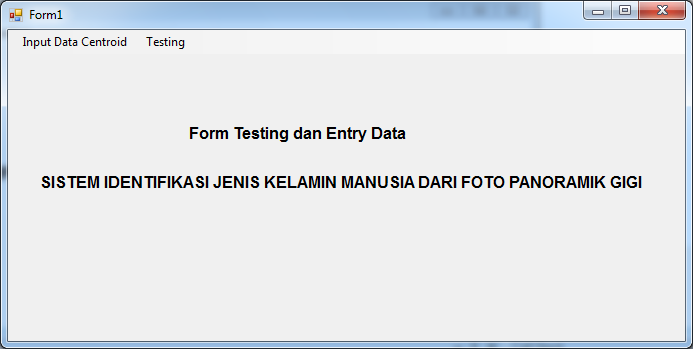 Form1
Input Data Centroid Testing
Form Testing dan Entry Data
SISTEM IDENTIFIKASI JENIS KELAMIN MANUSIA DARI FOTO PANORAMIK GIGI